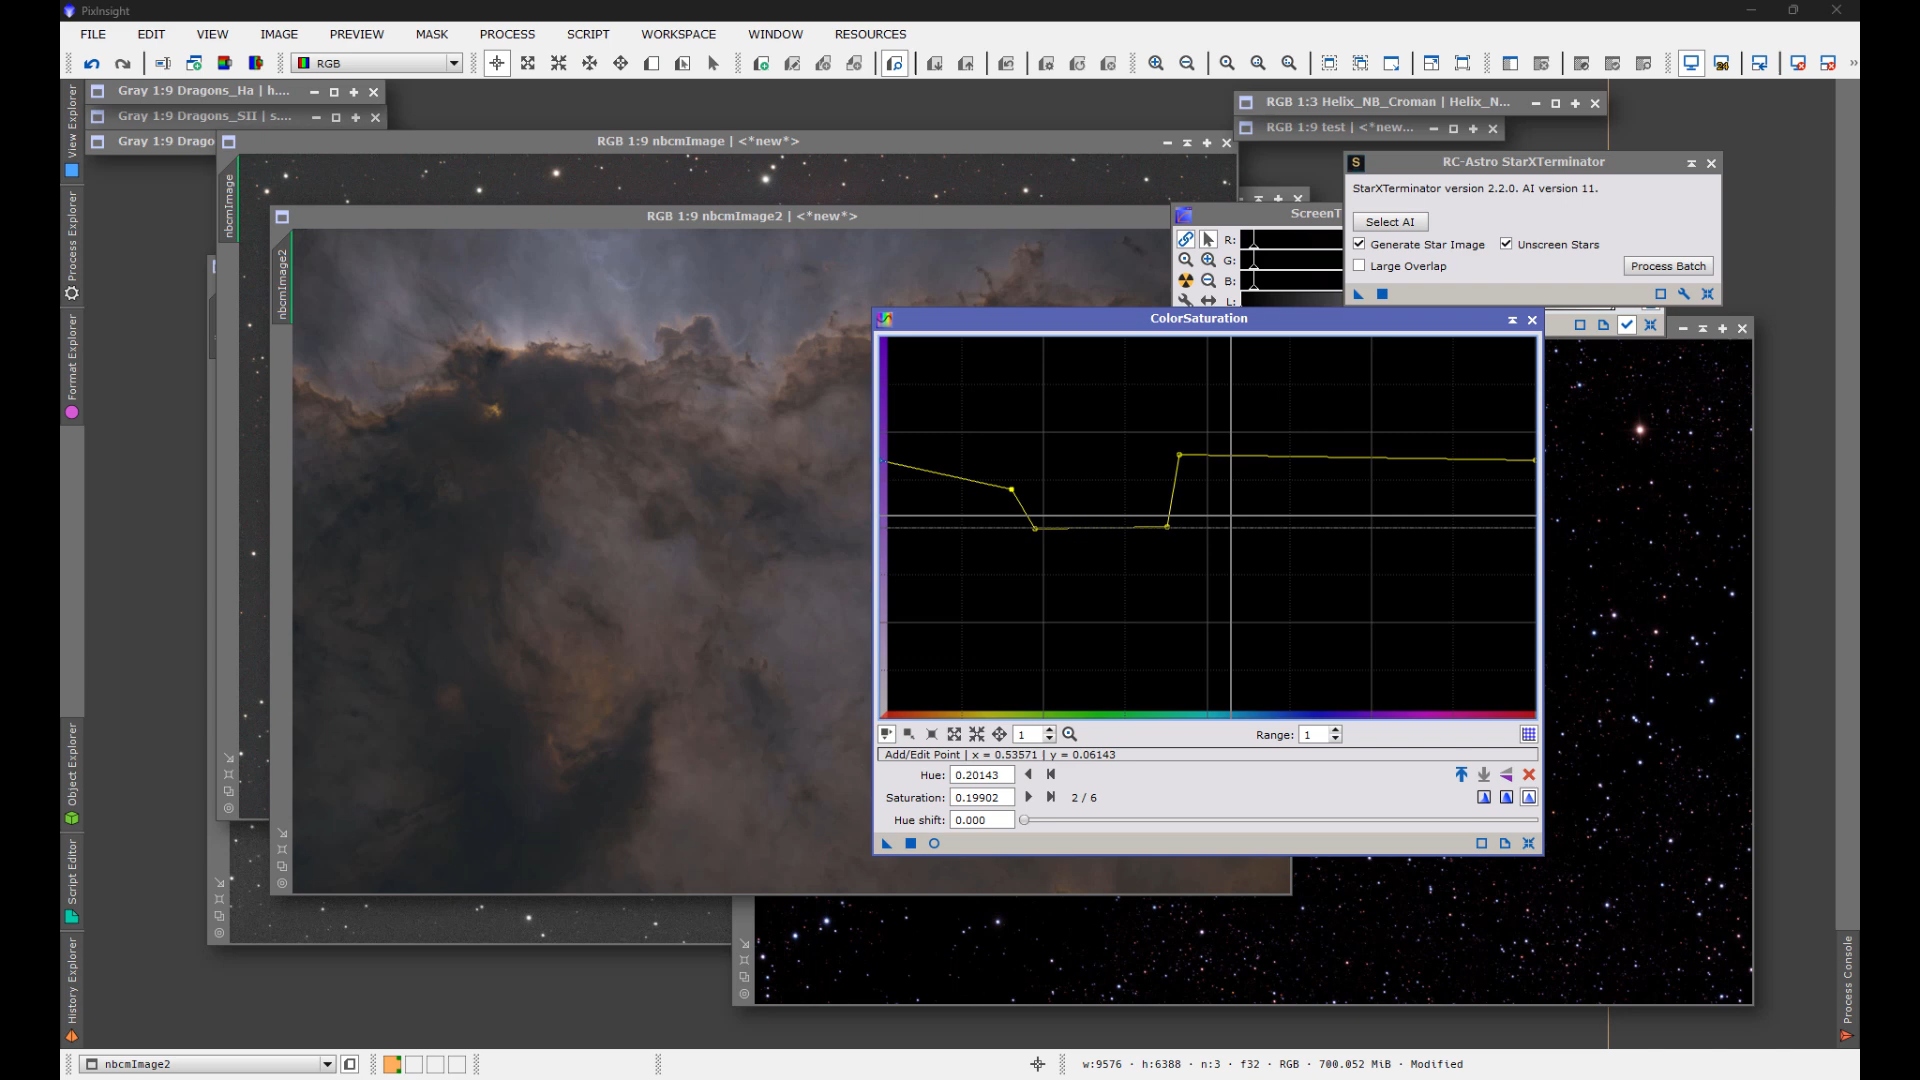 PixInsight
FILE EDIT VIEW IMAGE PREVIEW MASK PROCESS SCRIPT WORKSPACE WINDOW RESOURCES
RGB
24
Gray 1:9 Dragons_Ha | h....
Gray 1:9 Dragons_SII | s....
Gray 1:9 Drago
RGB 1:9 nbcmImage | <*new*>
RGB 1:9 nbcmImage2 | <*new*>
RGB 1:3 Helix_NB_Croman | Helix_N...
RGB 1:9 test | <*new...
RC-Astro StarXTerminator
StarXTerminator version 2.2.0. AI version 11.
Select AI
Generate Star Image
Unscreen Stars
Large Overlap
Process Batch
ScreenT
R:
G:
B:
L:
nbcmImage
nbcmImage2
ColorSaturation
1
Range: 1
Add/Edit Point | x = 0.53571 | y = 0.06143
Hue: 0.20143
Saturation: 0.19902
2 / 6
Hue shift: 0.000
View Explorer
Process Explorer
Format Explorer
Object Explorer
Script Editor
History Explorer
Process Console
nbcmImage2
w:9576 · h:6388 · n:3 · f32 · RGB · 700.052 MiB · Modified